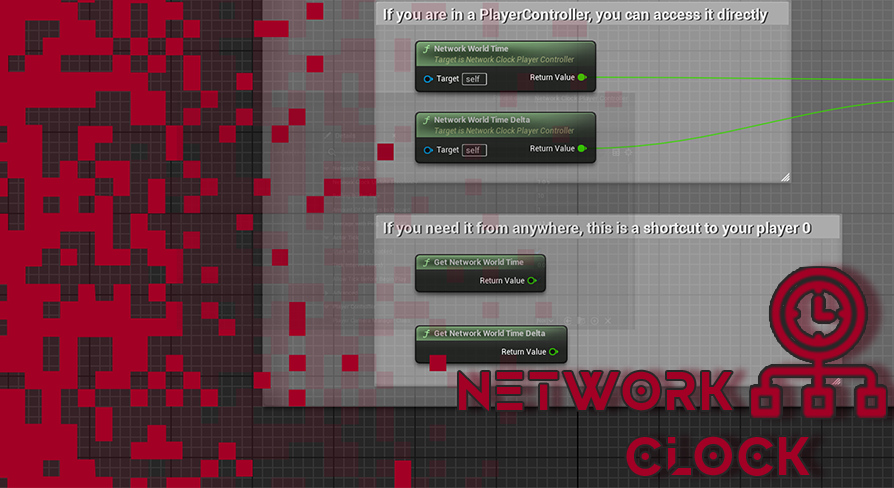 If you are in a PlayerController, you can access it directly
Network World Time
Target is Network Clock Player Controller
Target self
Return Value
Network World Time Delta
Target is Network Clock Player Controller
Target self
Return Value
If you need it from anywhere, this is a shortcut to your player 0
Get Network World Time
Return Value
Get Network World Time Delta
Return Value
NETWORK
CLOCK